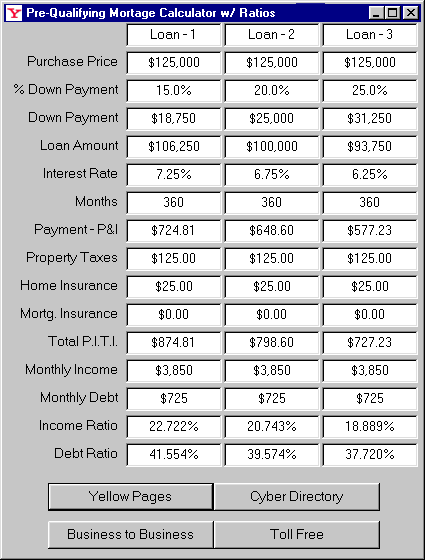 Pre-Qualifying Mortage Calculator w/ Ratios
Loan - 1 Loan - 2 Loan - 3
Purchase Price $125,000 $125,000 $125,000
% Down Payment 15.0% 20.0% 25.0%
Down Payment $18,750 $25,000 $31,250
Loan Amount $106,250 $100,000 $93,750
Interest Rate 7.25% 6.75% 6.25%
Months 360 360 360
Payment - P&I $724.81 $648.60 $577.23
Property Taxes $125.00 $125.00 $125.00
Home Insurance $25.00 $25.00 $25.00
Mortg. Insurance $0.00 $0.00 $0.00
Total P.I.T.I. $874.81 $798.60 $727.23
Monthly Income $3,850 $3,850 $3,850
Monthly Debt $725 $725 $725
Income Ratio 22.722% 20.743% 18.889%
Debt Ratio 41.554% 39.574% 37.720%
Yellow Pages Cyber Directory
Business to Business Toll Free